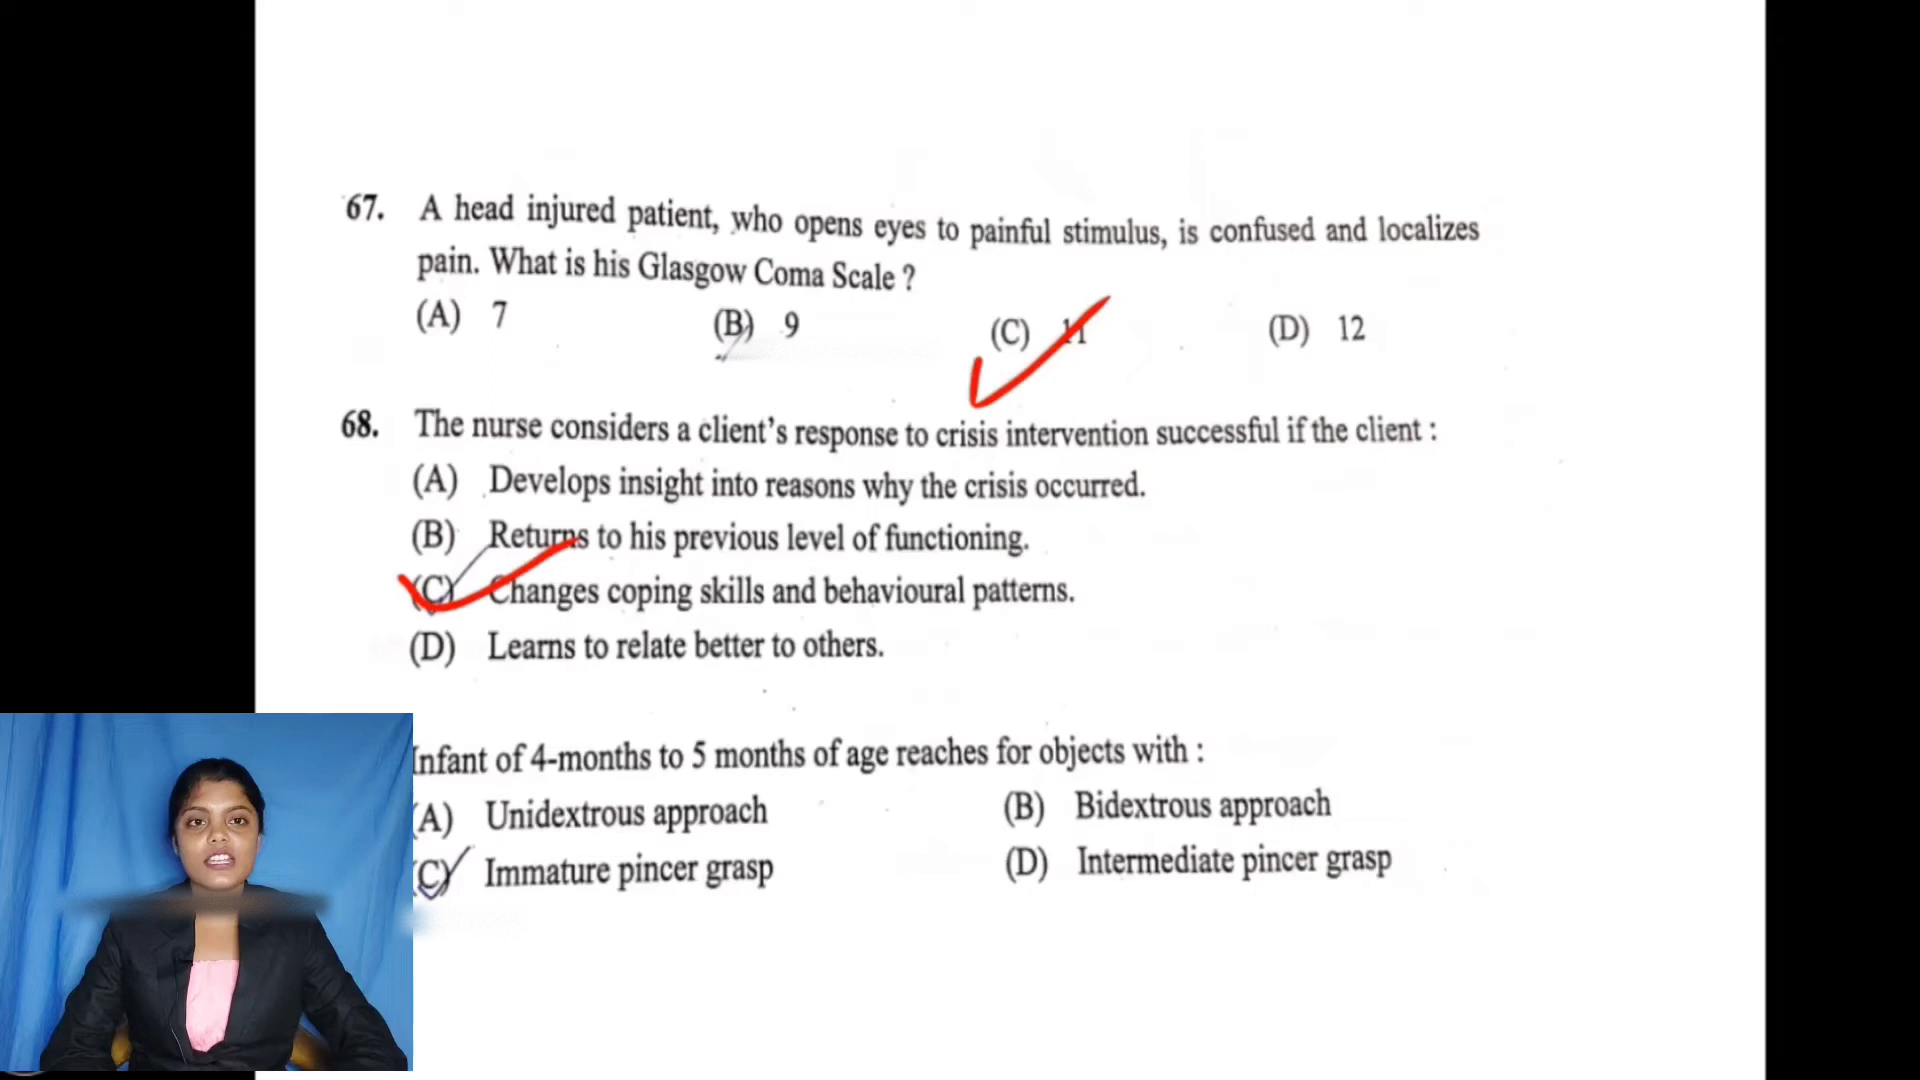 67. A head injured patient, who opens eyes to painful stimulus, is confused and localizes
pain. What is his Glasgow Coma Scale ?
(A) 7 (B) 9 (C) 11 (D) 12
68. The nurse considers a client's response to crisis intervention successful if the client :
(A) Develops insight into reasons why the crisis occurred.
(B) Returns to his previous level of functioning.
(C) Changes coping skills and behavioural patterns.
(D) Learns to relate better to others.
Infant of 4-months to 5 months of age reaches for objects with :
(A) Unidextrous approach (B) Bidextrous approach
(C) Immature pincer grasp (D) Intermediate pincer grasp